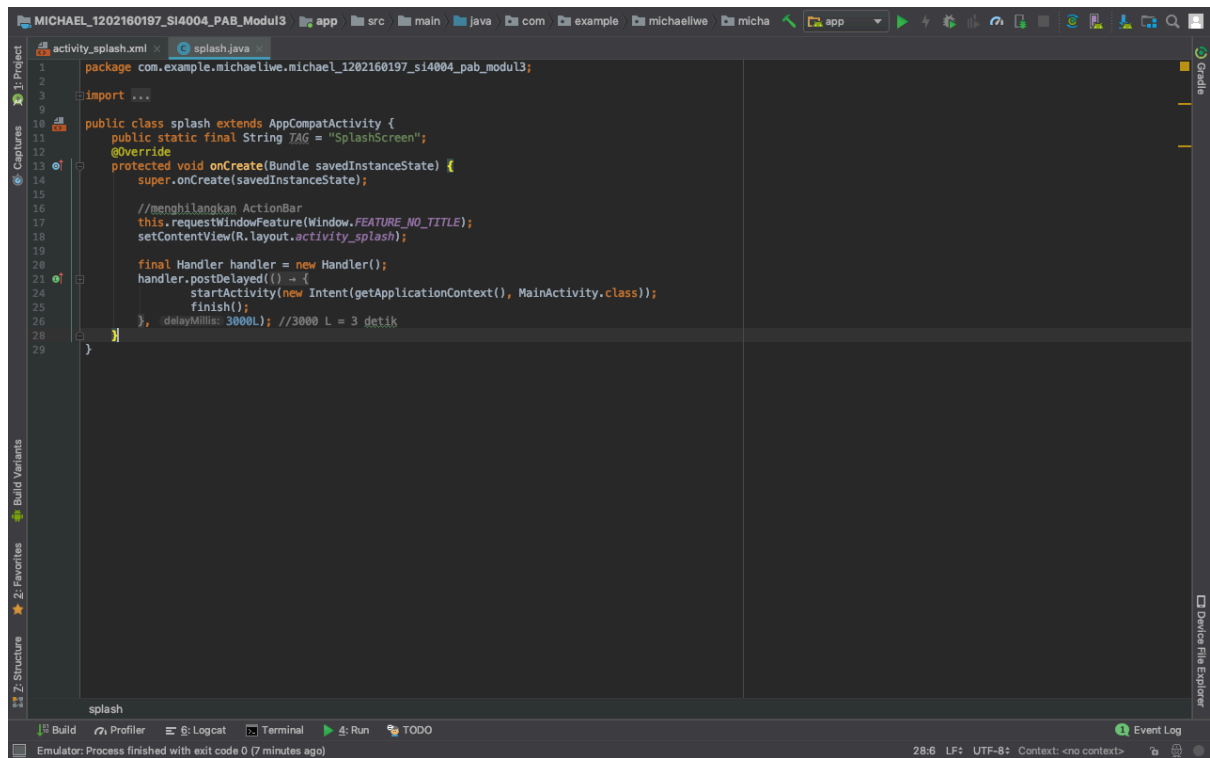 MICHAEL_1202160197_SI4004_PAB_Modul3 app src main java com example michaeliwe micha app
activity_splash.xml splash.java
1: Project
Captures
Build Variants
2: Favorites
7: Structure
1 package com.example.michaeliwe.michael_1202160197_si4004_pab_modul3;
2
3 import ...
9
10 public class splash extends AppCompatActivity {
11 public static final String TAG = "SplashScreen";
12 @Override
13 protected void onCreate(Bundle savedInstanceState) {
14 super.onCreate(savedInstanceState);
15
16 //menghilangkan ActionBar
17 this.requestWindowFeature(Window.FEATURE_NO_TITLE);
18 setContentView(R.layout.activity_splash);
19
20 final Handler handler = new Handler();
21 handler.postDelayed(() → {
24 startActivity(new Intent(getApplicationContext(), MainActivity.class));
25 finish();
26 }, delayMillis: 3000L); //3000 L = 3 detik
28 }
29 }
Gradle
Device File Explorer
splash
Build Profiler 6: Logcat Terminal 4: Run TODO 1 Event Log
Emulator: Process finished with exit code 0 (7 minutes ago) 28:6 LF UTF-8 Context: <no context>